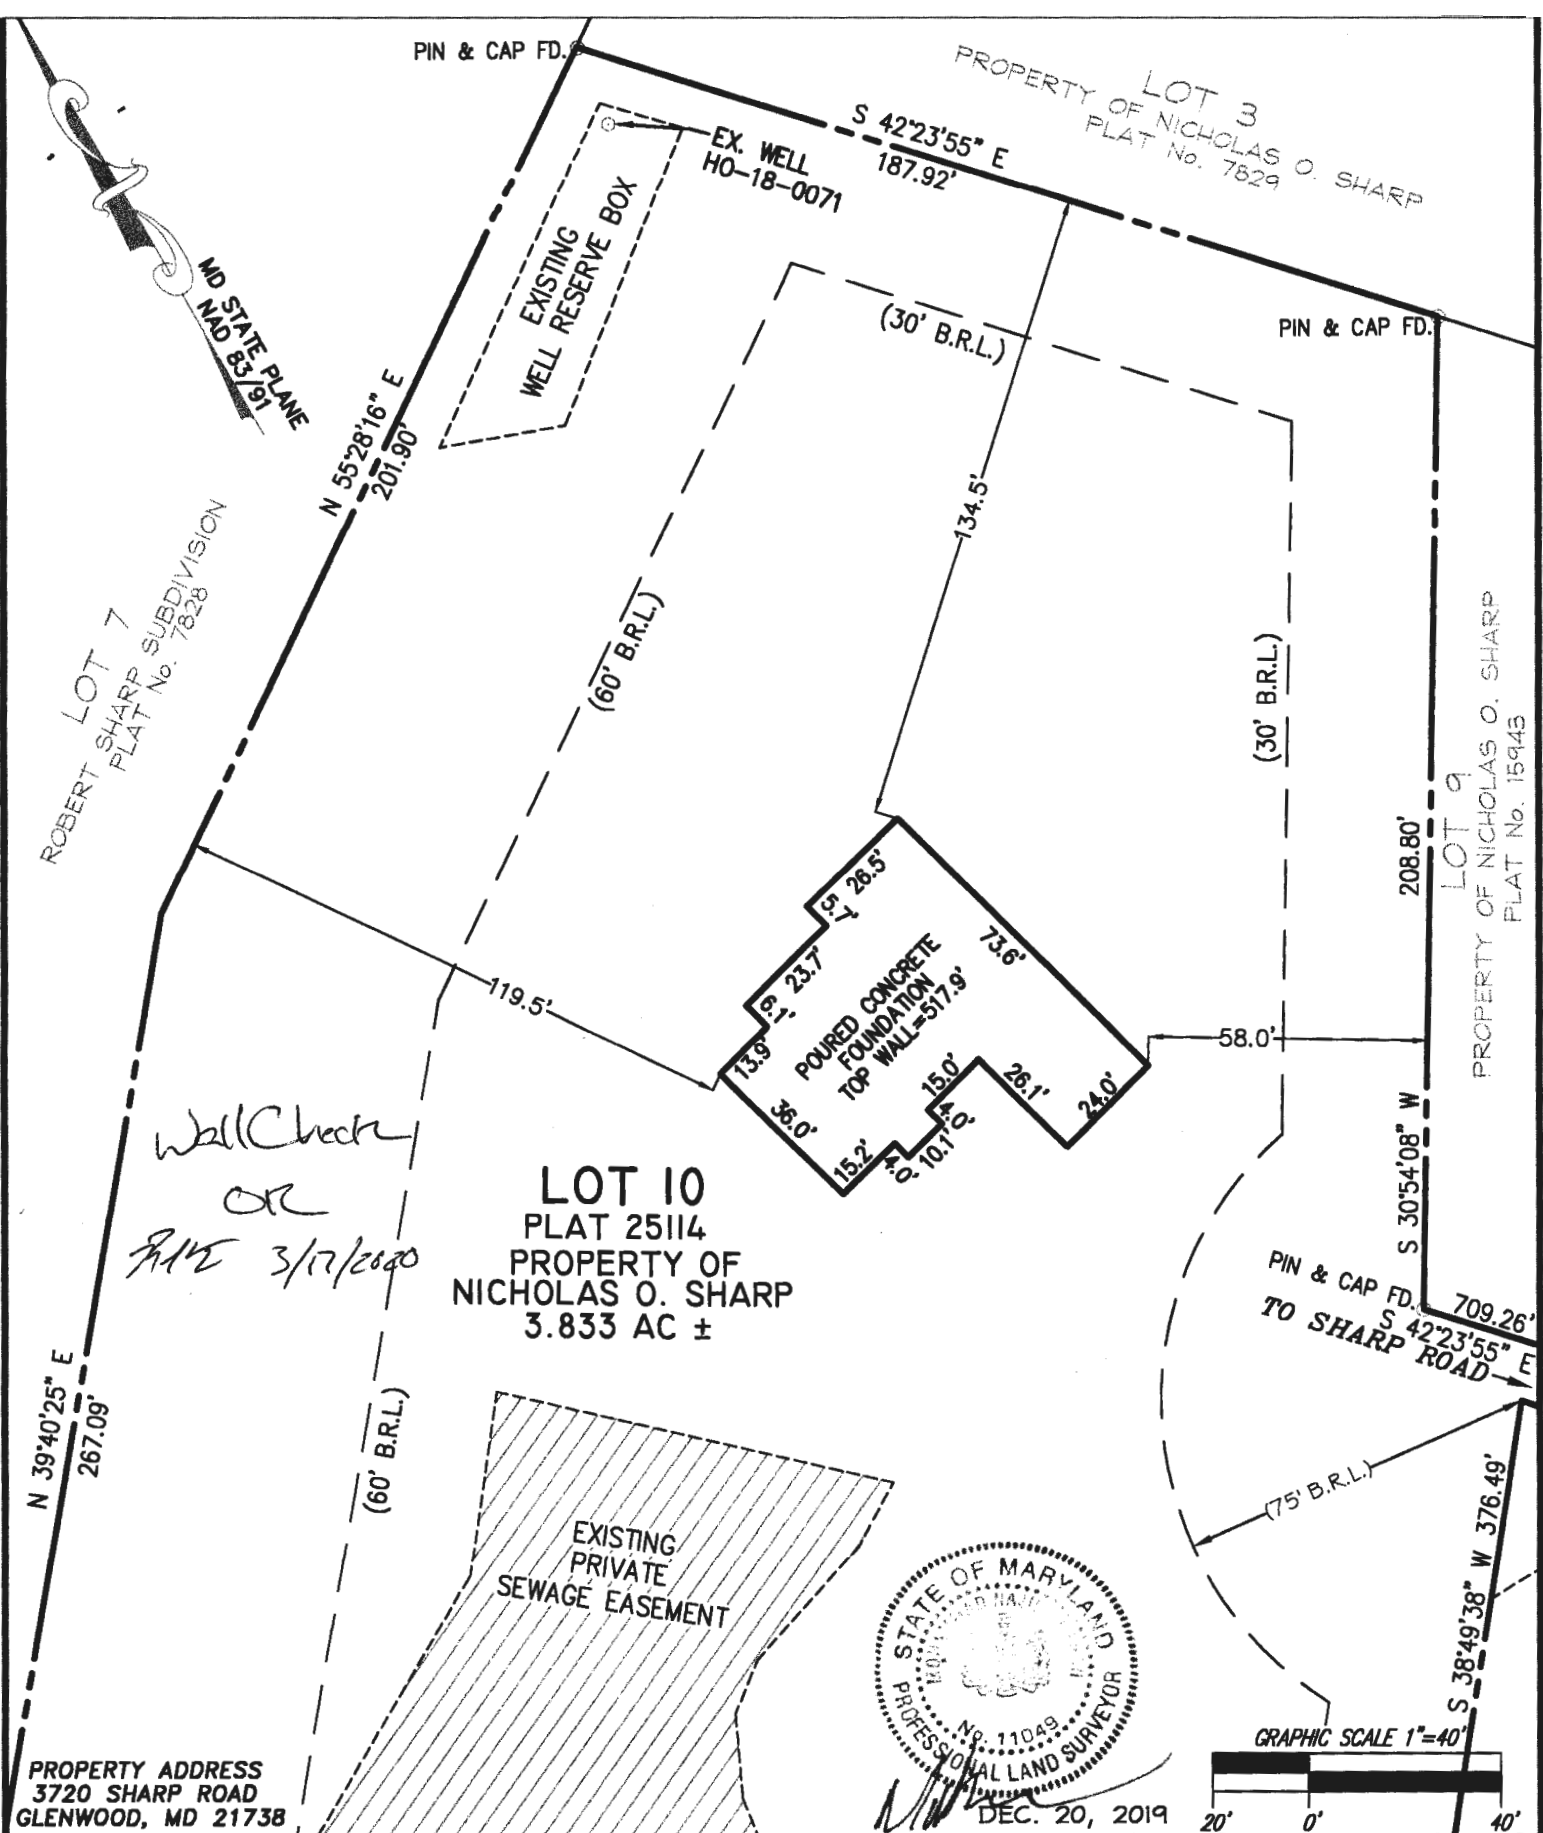 PIN & CAP FD.
S 42°23'55" E
187.92'
LOT 3
PROPERTY OF NICHOLAS O. SHARP
PLAT No. 7829
EX. WELL
HO-18-0071
EXISTING
WELL RESERVE BOX
MD STATE PLANE
NAD 83/91
(30' B.R.L.)
PIN & CAP FD.
N 55°28'16" E
201.90'
134.5'
LOT 7
ROBERT SHARP SUBDIVISION
PLAT No. 7828
(60' B.R.L.)
(30' B.R.L.)
208.80'
S 30°54'08" W
LOT 9
PROPERTY OF NICHOLAS O. SHARP
PLAT No. 15943
26.5'
5.7'
23.7'
6.1'
13.9'
73.6'
POURED CONCRETE
FOUNDATION
TOP WALL=517.9'
119.5'
58.0'
36.0'
15.2'
4.0'
10.1'
4.0'
15.0'
26.1'
24.0'
Wall Check
OK
3/17/2020
LOT 10
PLAT 25114
PROPERTY OF
NICHOLAS O. SHARP
3.833 AC ±
PIN & CAP FD.
709.26'
S 42°23'55" E
TO SHARP ROAD
N 39°40'25" E
267.09'
(60' B.R.L.)
(75' B.R.L.)
S 38°49'38" W 376.49'
EXISTING
PRIVATE
SEWAGE EASEMENT
STATE OF MARYLAND
No. 11049
PROFESSIONAL LAND SURVEYOR
DEC. 20, 2019
GRAPHIC SCALE 1"=40'
20' 0' 40'
PROPERTY ADDRESS
3720 SHARP ROAD
GLENWOOD, MD 21738